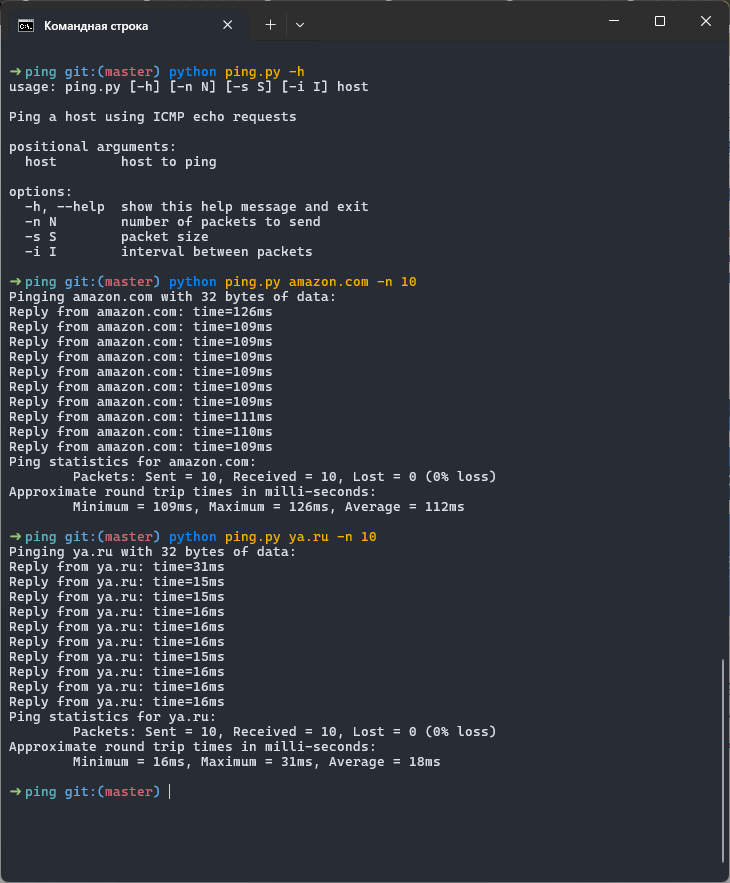 Командная строка
➜ ping git:(master) python ping.py -h
usage: ping.py [-h] [-n N] [-s S] [-i I] host
Ping a host using ICMP echo requests
positional arguments:
  host        host to ping
options:
  -h, --help  show this help message and exit
  -n N        number of packets to send
  -s S        packet size
  -i I        interval between packets
➜ ping git:(master) python ping.py amazon.com -n 10
Pinging amazon.com with 32 bytes of data:
Reply from amazon.com: time=126ms
Reply from amazon.com: time=109ms
Reply from amazon.com: time=109ms
Reply from amazon.com: time=109ms
Reply from amazon.com: time=109ms
Reply from amazon.com: time=109ms
Reply from amazon.com: time=109ms
Reply from amazon.com: time=111ms
Reply from amazon.com: time=110ms
Reply from amazon.com: time=109ms
Ping statistics for amazon.com:
        Packets: Sent = 10, Received = 10, Lost = 0 (0% loss)
Approximate round trip times in milli-seconds:
        Minimum = 109ms, Maximum = 126ms, Average = 112ms
➜ ping git:(master) python ping.py ya.ru -n 10
Pinging ya.ru with 32 bytes of data:
Reply from ya.ru: time=31ms
Reply from ya.ru: time=15ms
Reply from ya.ru: time=15ms
Reply from ya.ru: time=16ms
Reply from ya.ru: time=16ms
Reply from ya.ru: time=16ms
Reply from ya.ru: time=15ms
Reply from ya.ru: time=16ms
Reply from ya.ru: time=16ms
Reply from ya.ru: time=16ms
Ping statistics for ya.ru:
        Packets: Sent = 10, Received = 10, Lost = 0 (0% loss)
Approximate round trip times in milli-seconds:
        Minimum = 16ms, Maximum = 31ms, Average = 18ms
➜ ping git:(master)